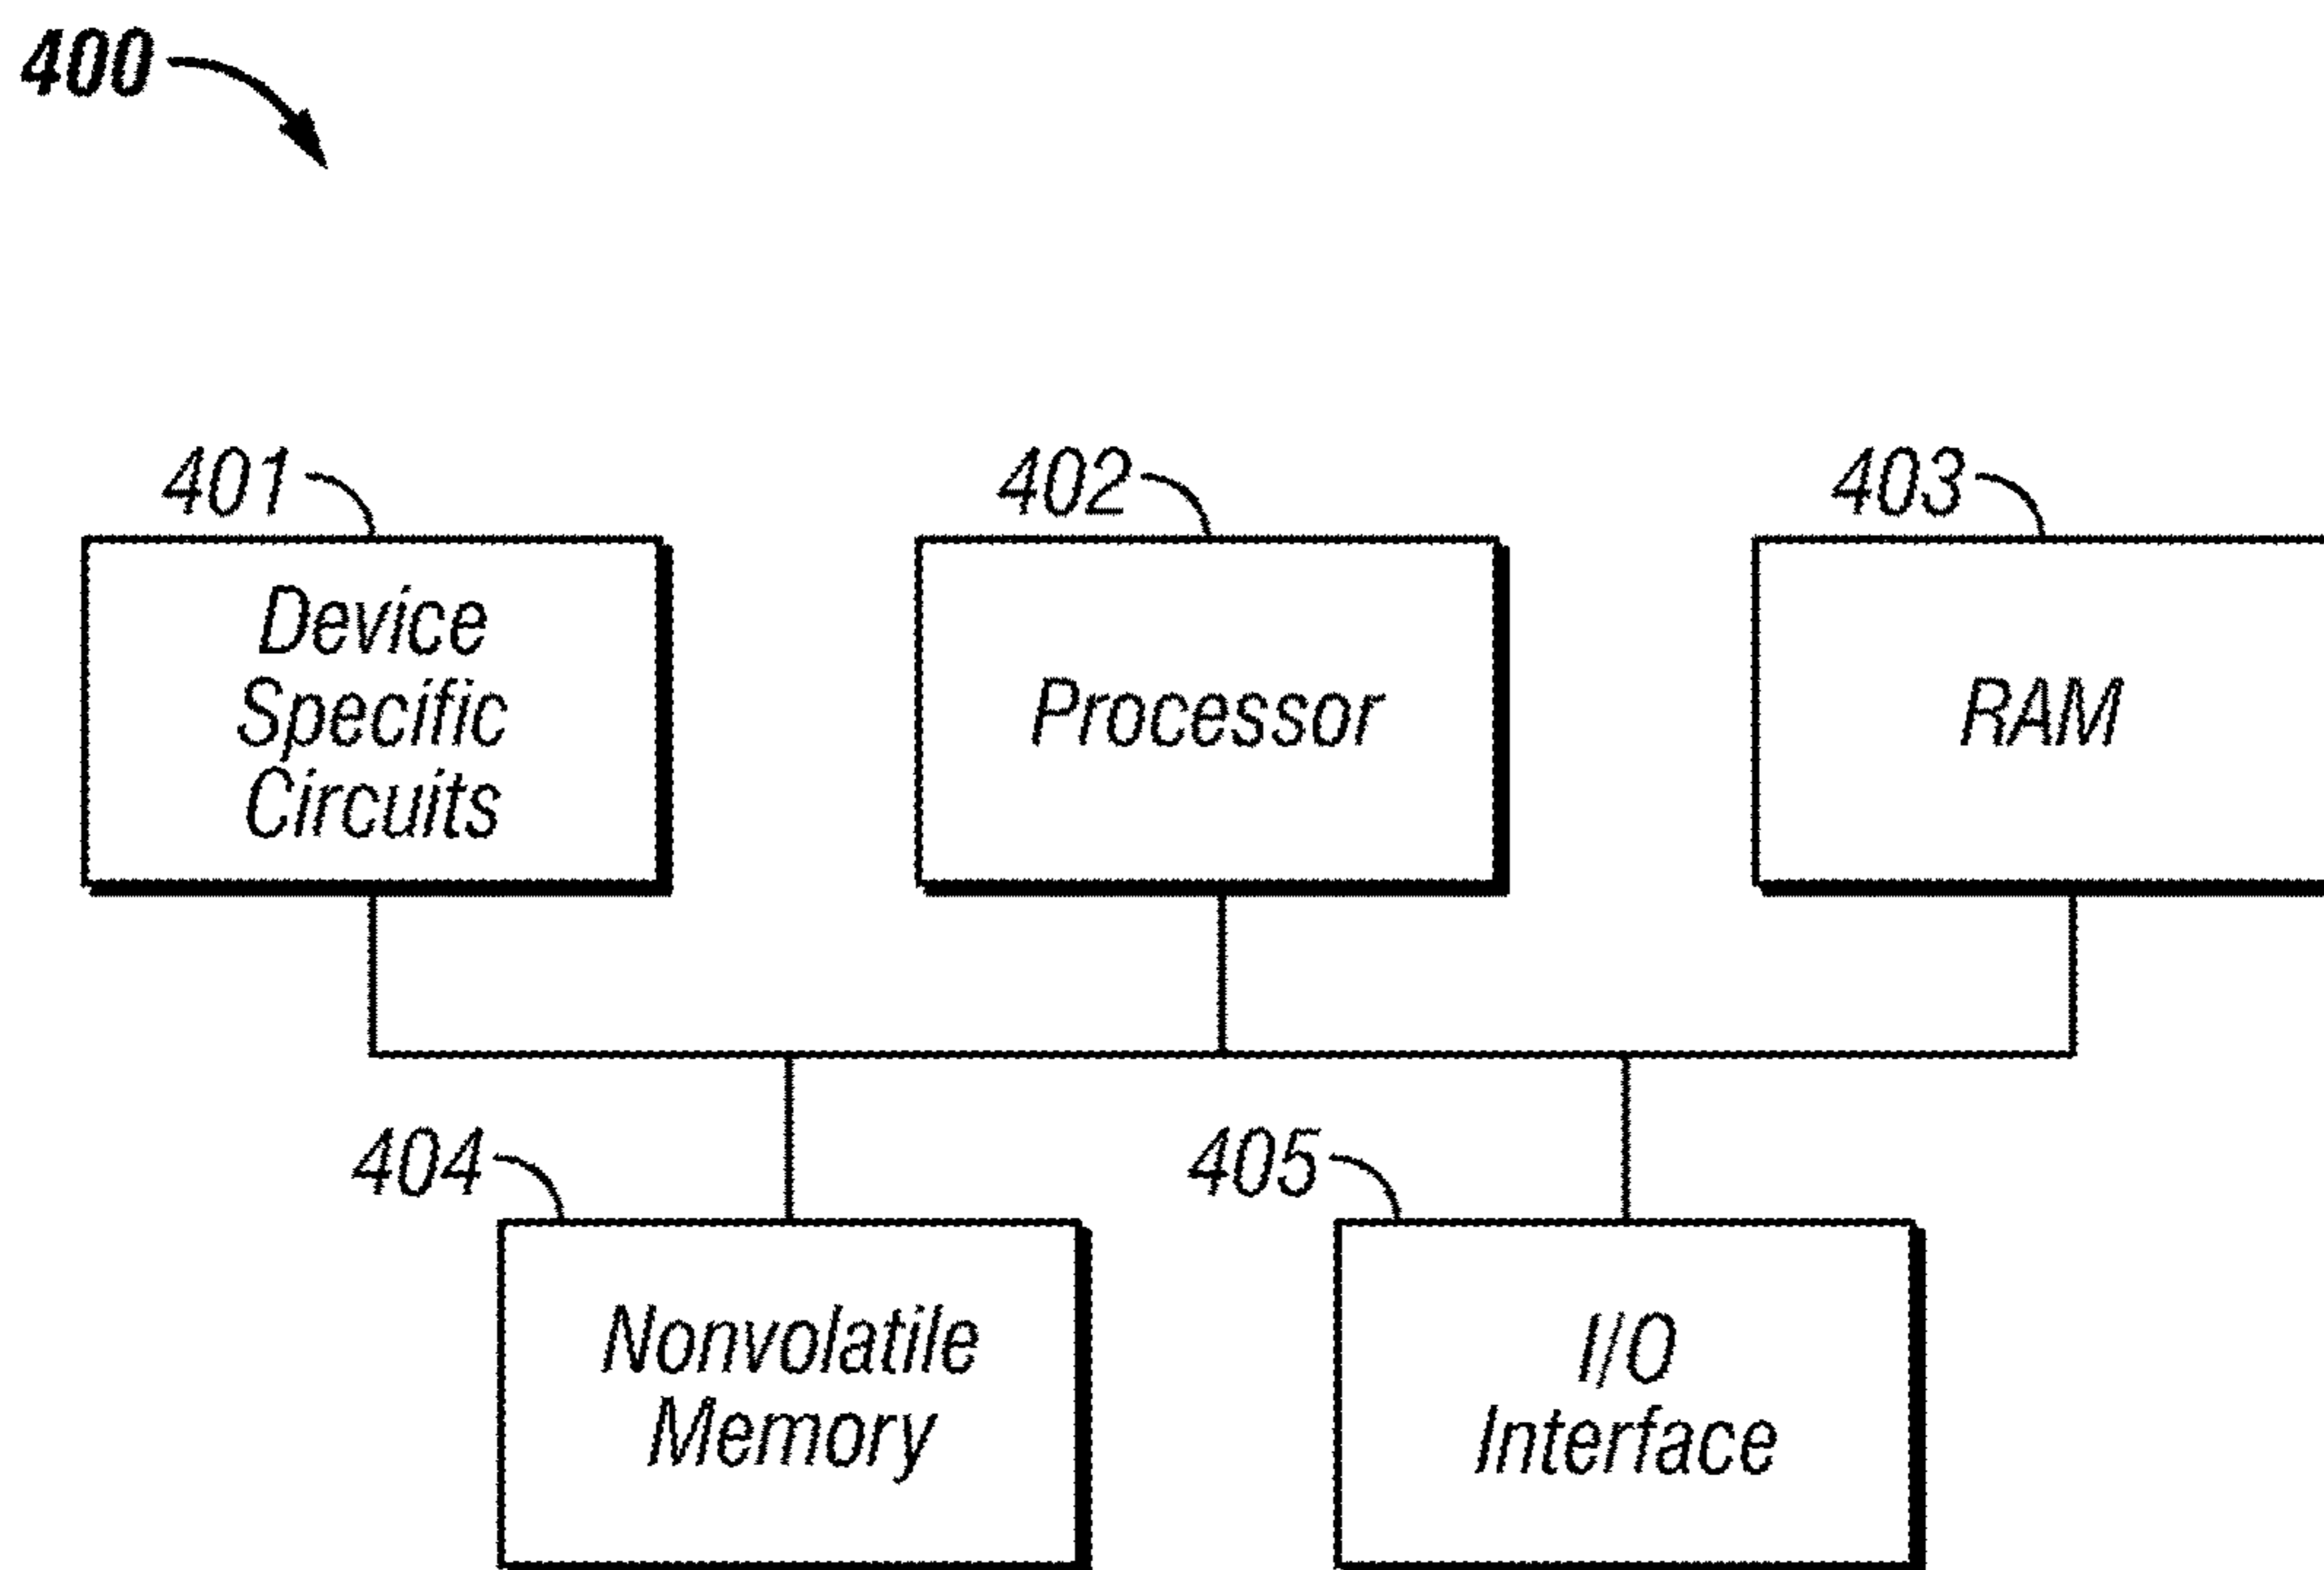 400
401
402
403
Device
Specific
Circuits
Processor
RAM
404
405
Nonvolatile
Memory
I/O
Interface